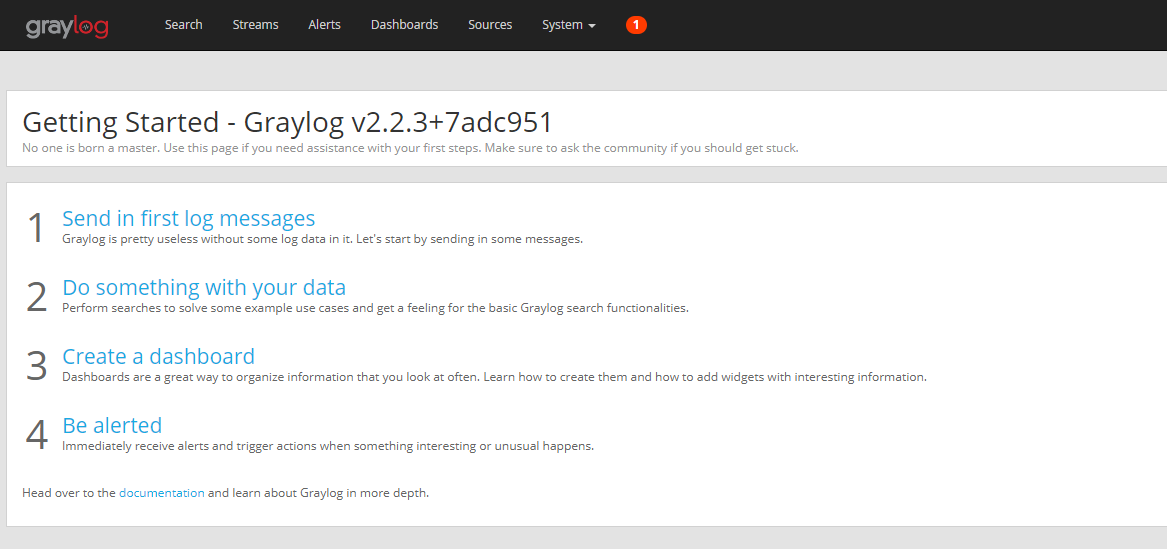 graylog Search Streams Alerts Dashboards Sources System 1
Getting Started - Graylog v2.2.3+7adc951
No one is born a master. Use this page if you need assistance with your first steps. Make sure to ask the community if you should get stuck.
1 Send in first log messages
Graylog is pretty useless without some log data in it. Let's start by sending in some messages.
2 Do something with your data
Perform searches to solve some example use cases and get a feeling for the basic Graylog search functionalities.
3 Create a dashboard
Dashboards are a great way to organize information that you look at often. Learn how to create them and how to add widgets with interesting information.
4 Be alerted
Immediately receive alerts and trigger actions when something interesting or unusual happens.
Head over to the documentation and learn about Graylog in more depth.